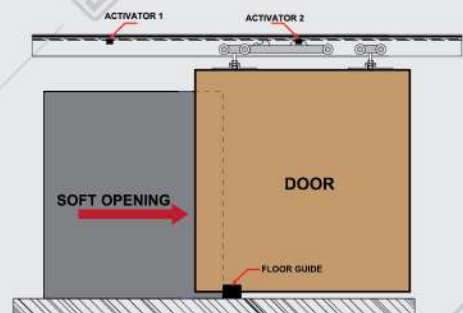 ACTIVATOR 1
ACTIVATOR 2
DOOR
SOFT OPENING
FLOOR GUIDE